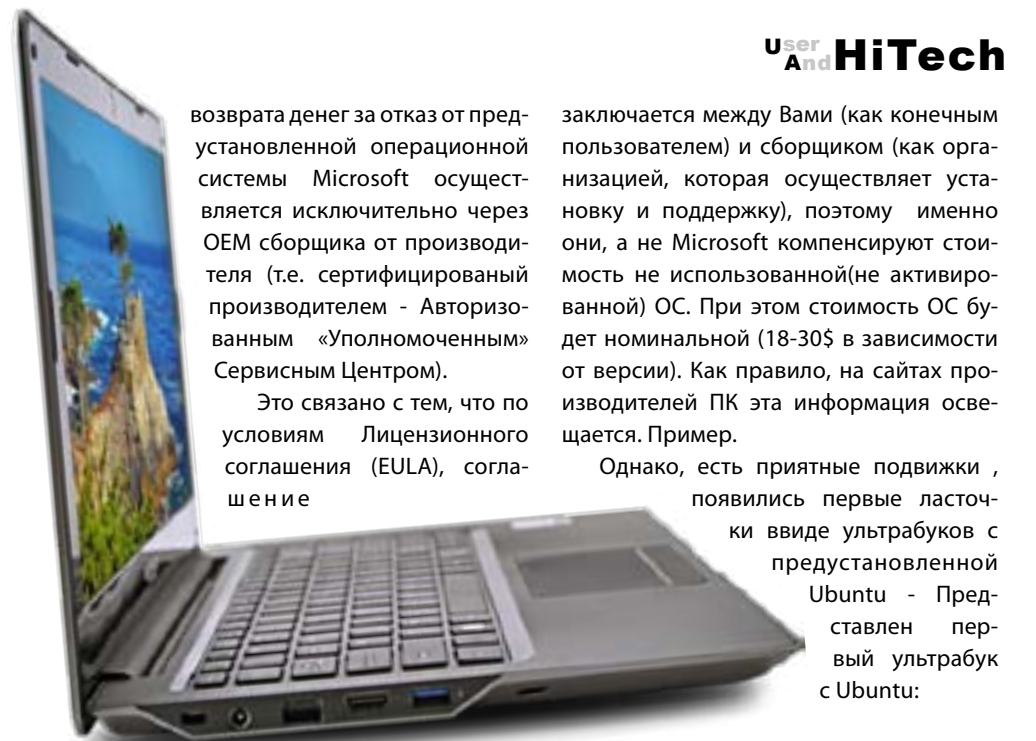 User
And HiTech
возврата денег за отказ от пред-
установленной операционной
системы Microsoft осущест-
вляется исключительно через
ОЕМ сборщика от производи-
теля (т.е. сертифицированый
производителем - Авторизо-
ванным «Уполномоченным»
Сервисным Центром).
Это связано с тем, что по
условиям Лицензионного
соглашения (EULA), согла-
шение
заключается между Вами (как конечным
пользователем) и сборщиком (как орга-
низацией, которая осуществляет уста-
новку и поддержку), поэтому именно
они, а не Microsoft компенсируют стои-
мость не использованной(не активиро-
ванной) ОС. При этом стоимость ОС бу-
дет номинальной (18-30$ в зависимости
от версии). Как правило, на сайтах про-
изводителей ПК эта информация осве-
щается. Пример.
Однако, есть приятные подвижки ,
появились первые ласточ-
ки ввиде ультрабуков с
предустановленной
Ubuntu - Пред-
ставлен пер-
вый ультрабук
с Ubuntu: